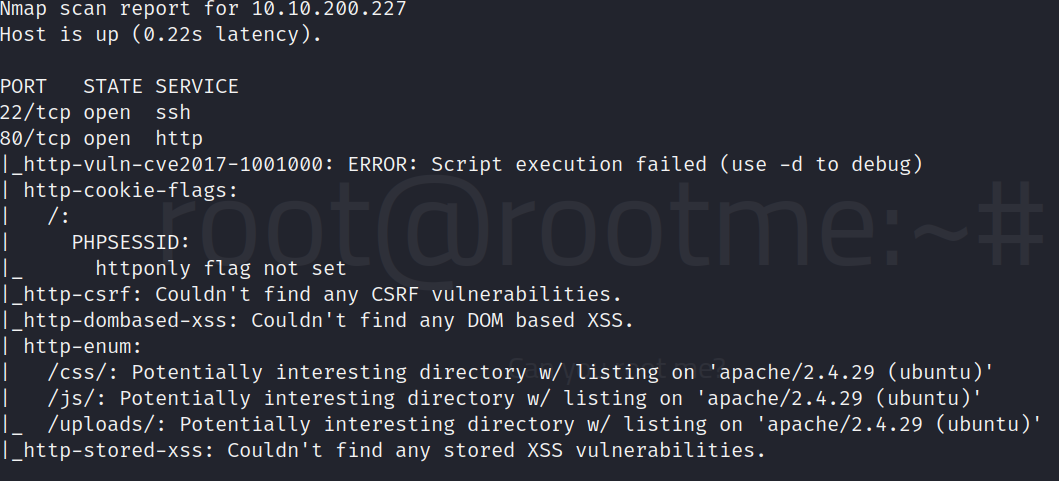 Nmap scan report for 10.10.200.227
Host is up (0.22s latency).
PORT   STATE SERVICE
22/tcp open  ssh
80/tcp open  http
|_http-vuln-cve2017-1001000: ERROR: Script execution failed (use -d to debug)
| http-cookie-flags:
|   /:
|     PHPSESSID:
|_      httponly flag not set
|_http-csrf: Couldn't find any CSRF vulnerabilities.
|_http-dombased-xss: Couldn't find any DOM based XSS.
| http-enum:
|   /css/: Potentially interesting directory w/ listing on 'apache/2.4.29 (ubuntu)'
|   /js/: Potentially interesting directory w/ listing on 'apache/2.4.29 (ubuntu)'
|_  /uploads/: Potentially interesting directory w/ listing on 'apache/2.4.29 (ubuntu)'
|_http-stored-xss: Couldn't find any stored XSS vulnerabilities.
root@rootme:~#
Can you root me?